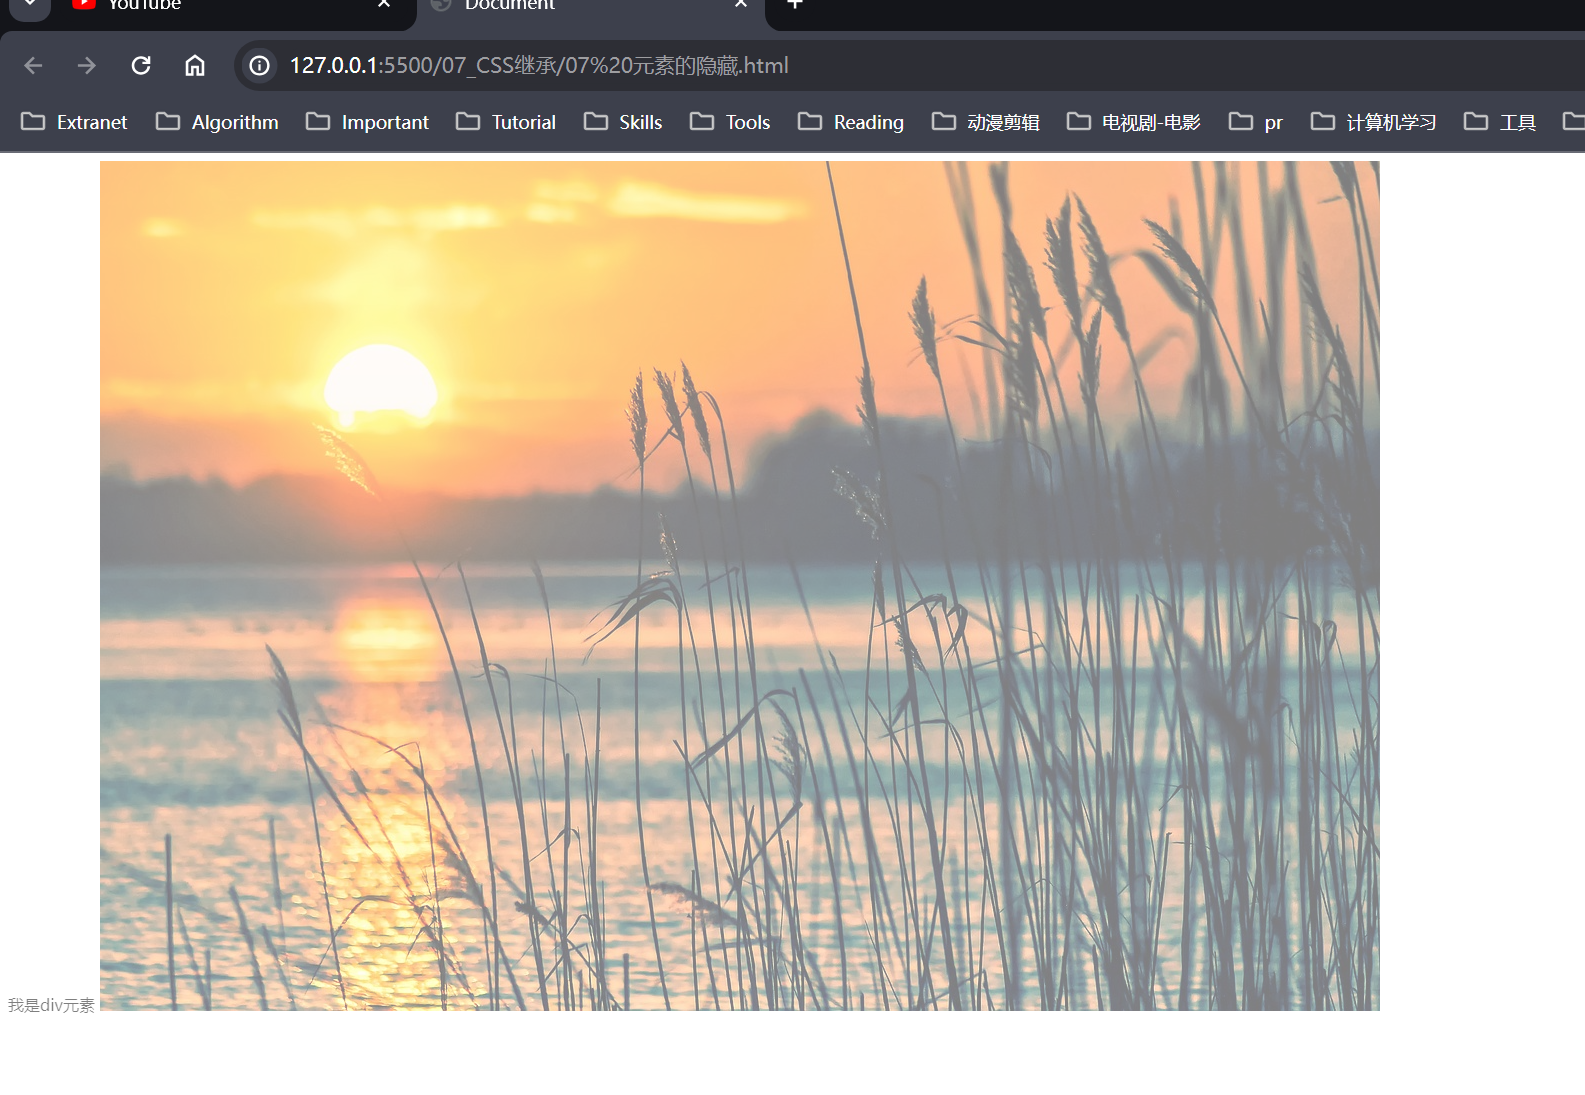 YouTube
Document
127.0.0.1:5500/07_CSS继承/07%20元素的隐藏.html
Extranet Algorithm Important Tutorial Skills Tools Reading 动漫剪辑 电视剧-电影 pr 计算机学习 工具
我是div元素